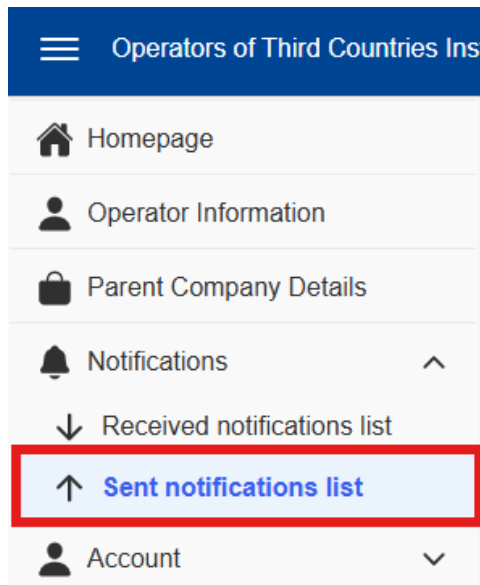 Operators of Third Countries Ins
Homepage
Operator Information
Parent Company Details
Notifications
Received notifications list
Sent notifications list
Account